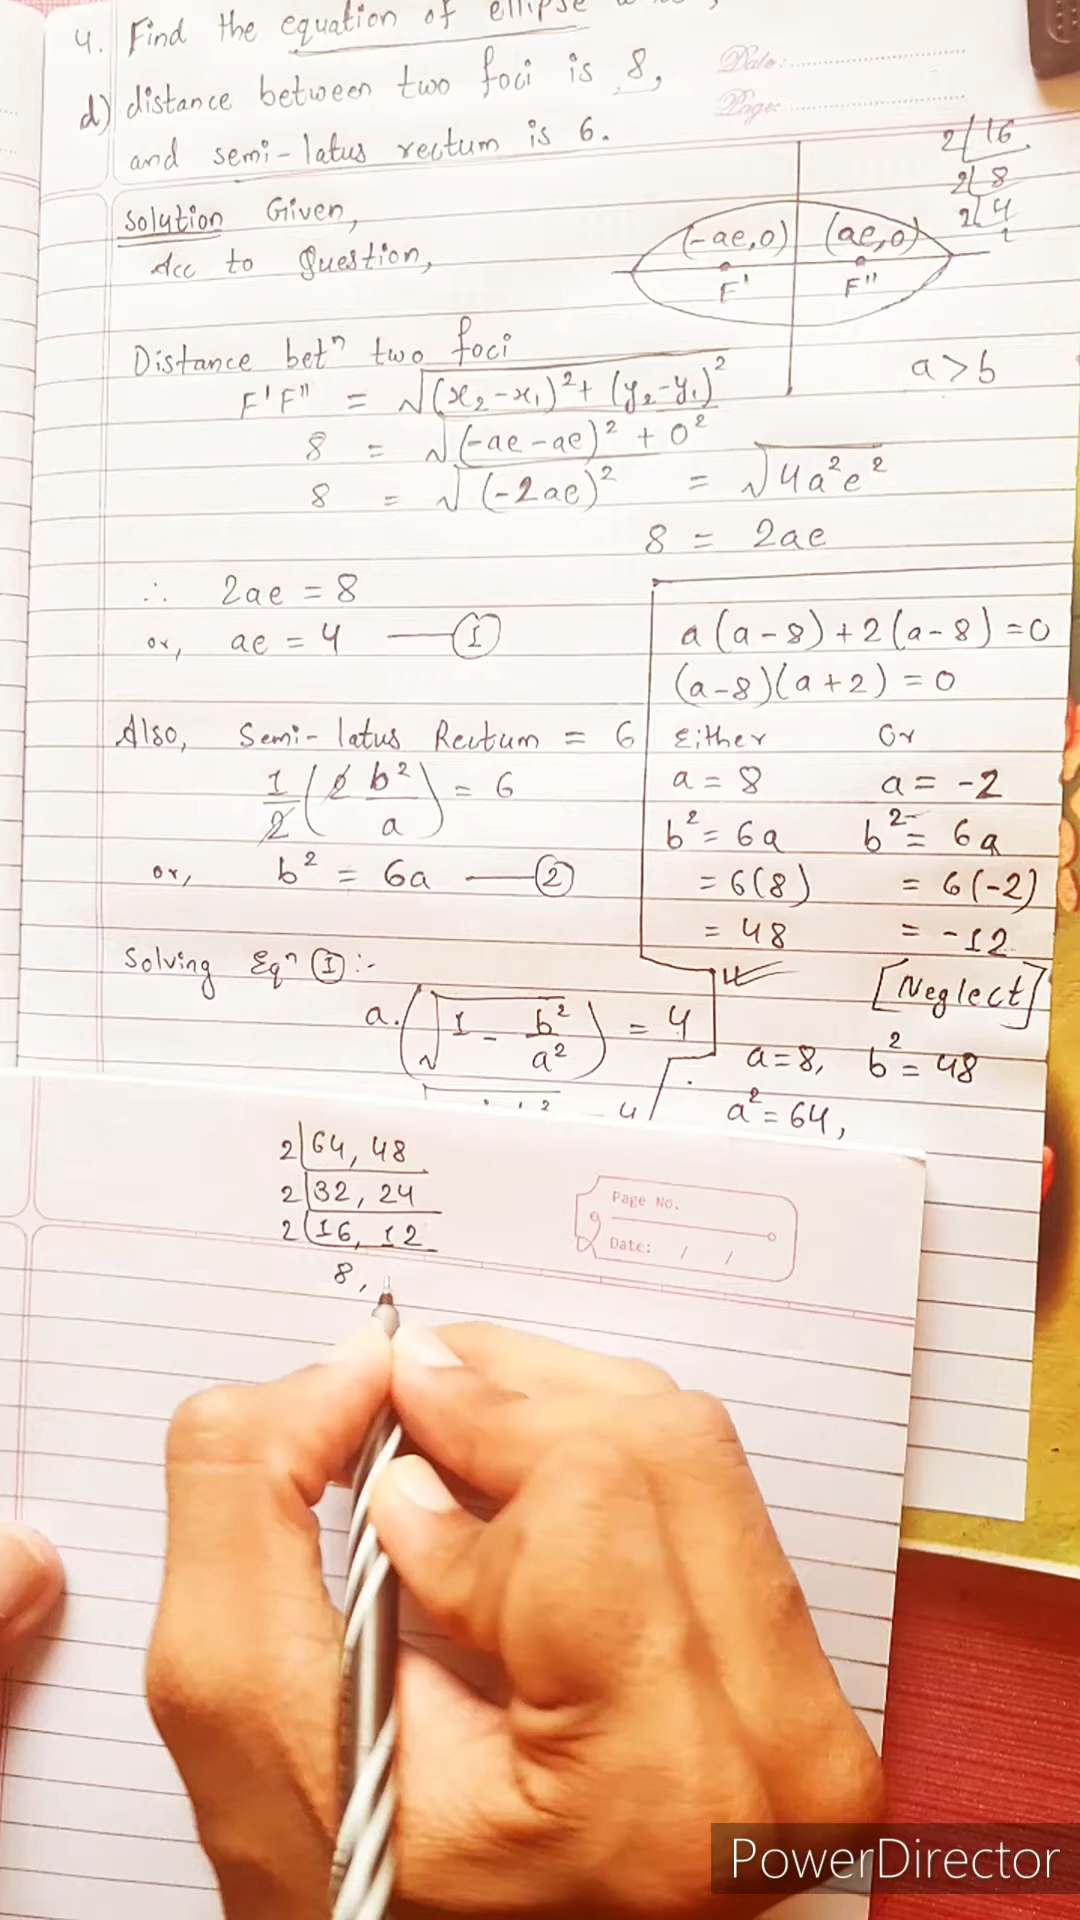 4. Find the equation of ellipse
d) distance between two foci is 8,
and semi-latus rectum is 6.
Date:
Page:
2 | 16
2 | 8
2 | 4
Solution Given,
Acc to Question,
(-ae,0) (ae,0)
F' F"
a > b
Distance betⁿ two foci
F'F" = √(x₂-x₁)²+(y₂-y₁)²
8 = √(-ae-ae)² + 0²
8 = √(-2ae)² = √4a²e²
8 = 2ae
∴ 2ae = 8
or, ae = 4 —①
Also, Semi-latus Rectum = 6
1/2 (2 b²/a) = 6
or, b² = 6a —②
Solving Eqⁿ ① :-
a.(√1 - b²/a²) = 4
a(a-8)+2(a-8)=0
(a-8)(a+2)=0
Either Or
a = 8 a = -2
b² = 6a b² = 6a
= 6(8) = 6(-2)
= 48 = -12
[Neglect]
a=8, b² = 48
a² = 64,
2 | 64, 48
2 | 32, 24
2 | 16, 12
8,
Page No.
Date: / /
PowerDirector